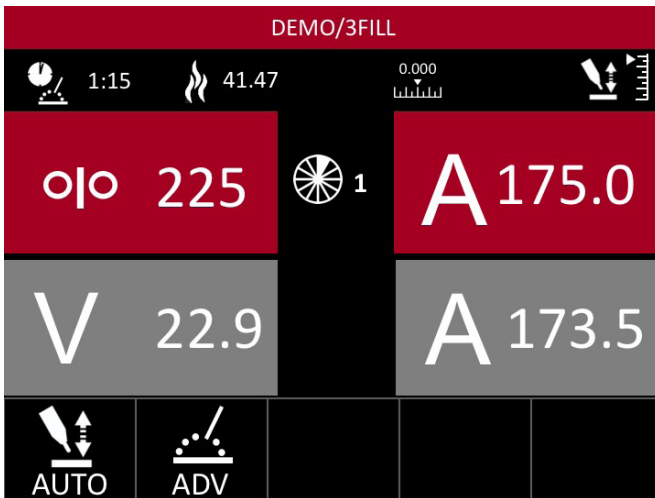 DEMO/3FILL
1:15 41.47 0.000
225 1 A 175.0
V 22.9 A 173.5
AUTO ADV